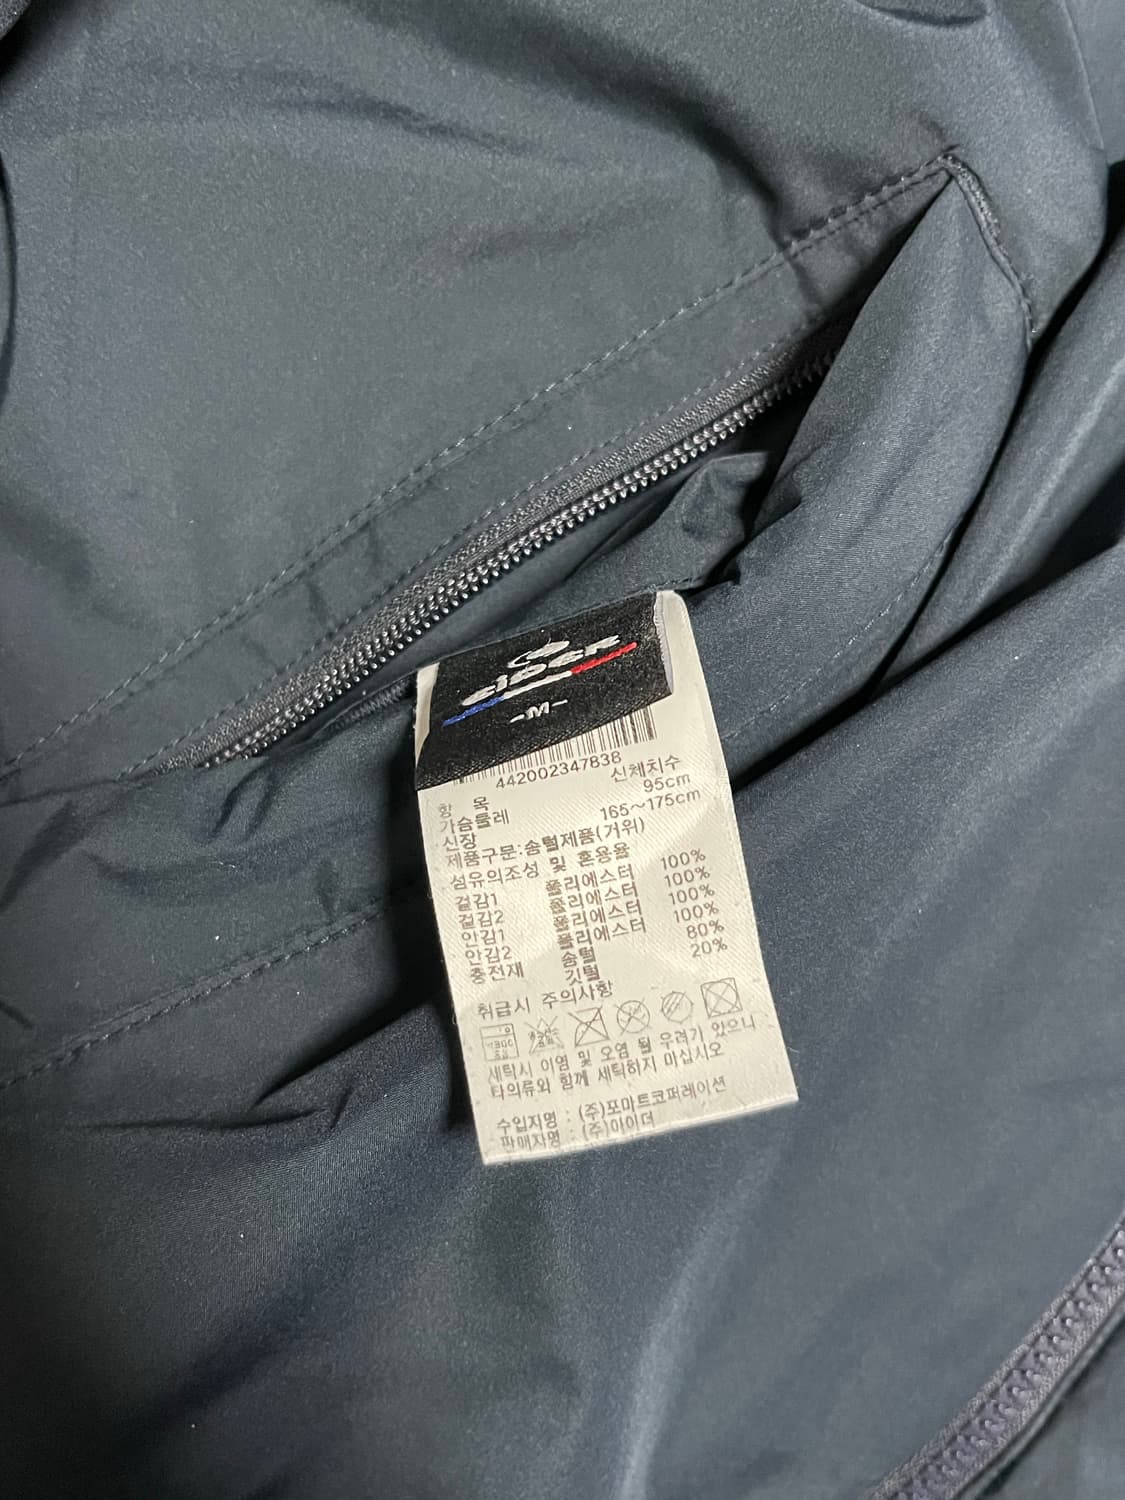 EIDER
-M-
442002347838
항 목 신체치수
가슴둘레 95cm
신장 165~175cm
제품구분:솜털제품(거위)
섬유의조성 및 혼용율
겉감1 폴리에스터 100%
겉감2 폴리에스터 100%
안감1 폴리에스터 100%
안감2 폴리에스터 100%
충전재 솜털 80%
깃털 20%
취급시 주의사항
세탁시 이염 및 오염 될 우려가 있으니
타의류와 함께 세탁하지 마십시오
수입자명 : (주)포마트코퍼레이션
판매자명 : (주)아이더